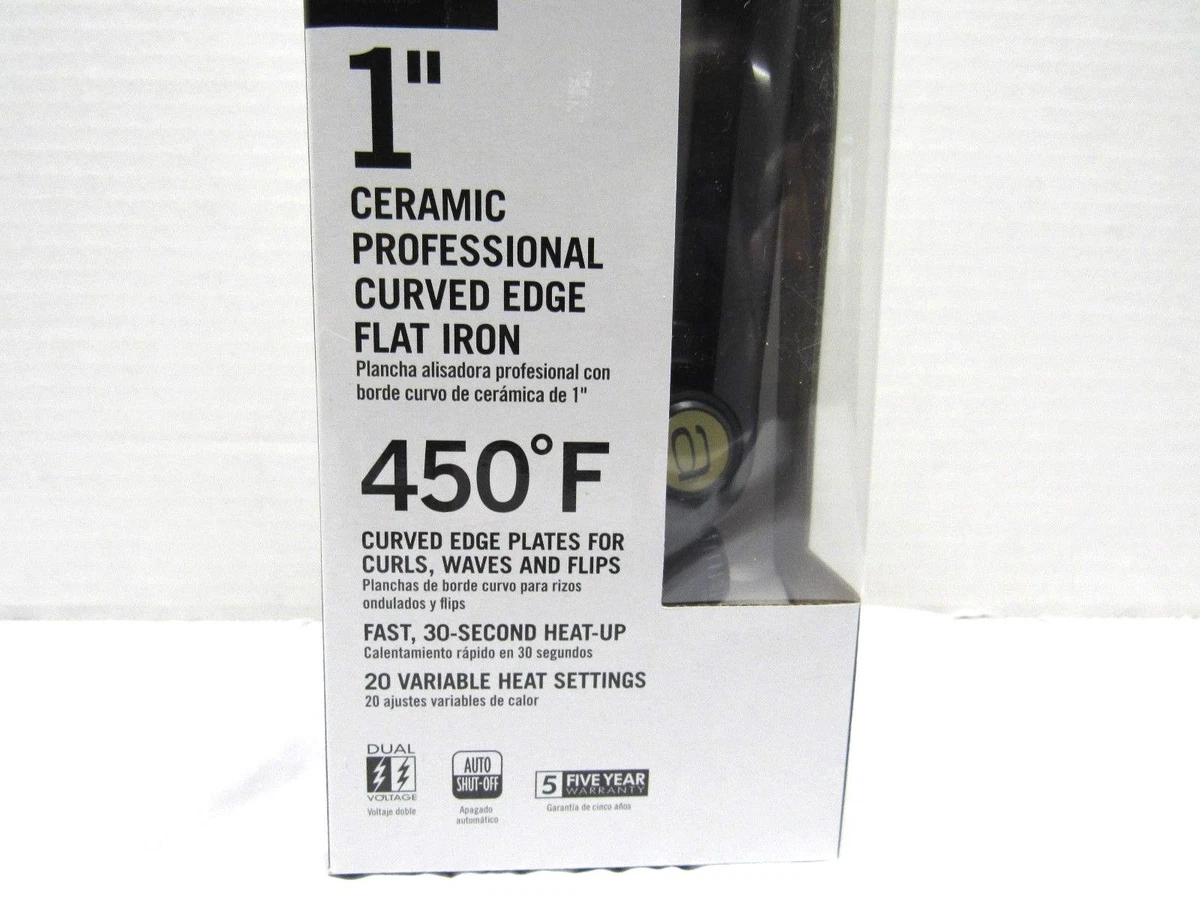 1"
CERAMIC
PROFESSIONAL
CURVED EDGE
FLAT IRON
Plancha alisadora profesional con
borde curvo de cerámica de 1"
450°F
CURVED EDGE PLATES FOR
CURLS, WAVES AND FLIPS
Planchas de borde curvo para rizos
ondulados y flips
FAST, 30-SECOND HEAT-UP
Calentamiento rápido en 30 segundos
20 VARIABLE HEAT SETTINGS
20 ajustes variables de calor
DUAL
VOLTAGE
Voltaje doble
AUTO
SHUT-OFF
Apagado
automático
5 FIVE YEAR
WARRANTY
Garantía de cinco años